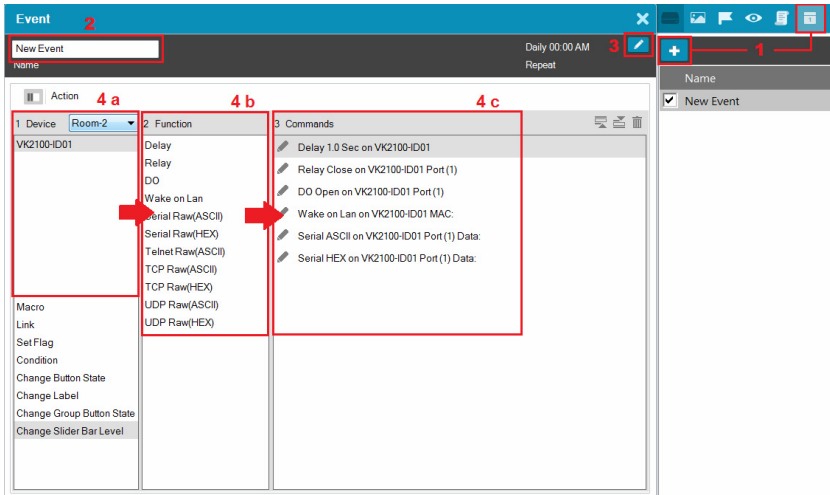 Event
2
New Event
Name
Daily 00:00 AM
Repeat
3
1
Name
New Event
Action
4 a
4 b
4 c
1 Device Room-2
2 Function
3 Commands
VK2100-ID01
Macro
Link
Set Flag
Condition
Change Button State
Change Label
Change Group Button State
Change Slider Bar Level
Delay
Relay
DO
Wake on Lan
Serial Raw(ASCII)
Serial Raw(HEX)
Telnet Raw(ASCII)
TCP Raw(ASCII)
TCP Raw(HEX)
UDP Raw(ASCII)
UDP Raw(HEX)
Delay 1.0 Sec on VK2100-ID01
Relay Close on VK2100-ID01 Port (1)
DO Open on VK2100-ID01 Port (1)
Wake on Lan on VK2100-ID01 MAC:
Serial ASCII on VK2100-ID01 Port (1) Data:
Serial HEX on VK2100-ID01 Port (1) Data: